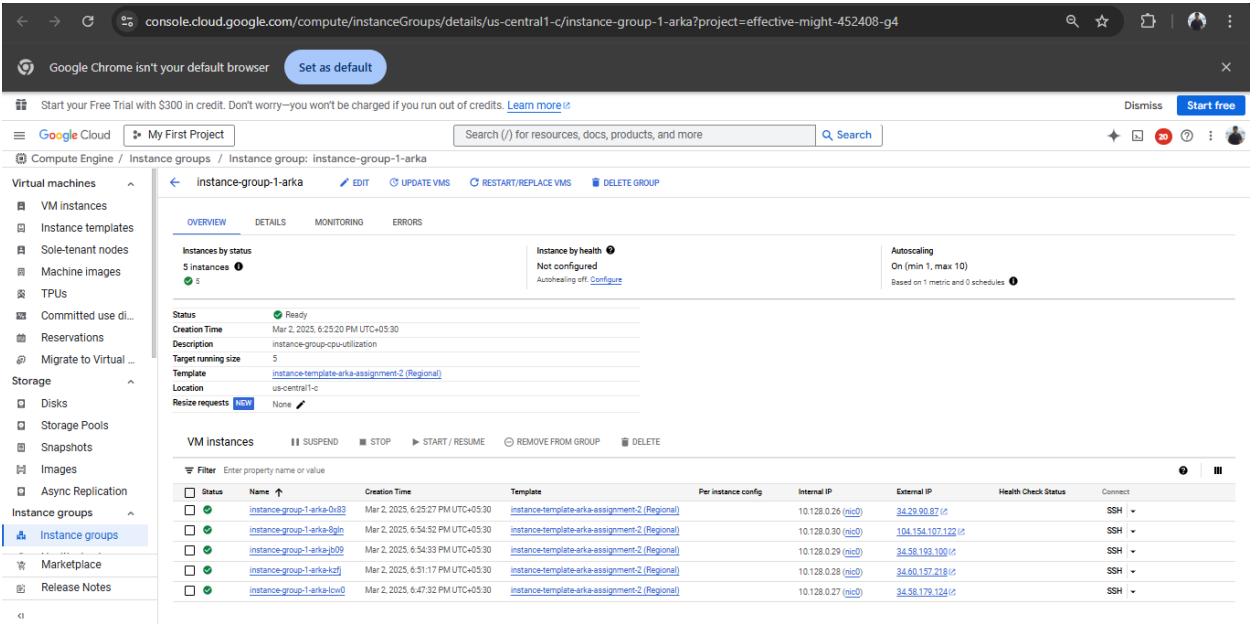 console.cloud.google.com/compute/instanceGroups/details/us-central1-c/instance-group-1-arka?project=effective-might-452408-g4
Google Chrome isn't your default browser Set as default
Start your Free Trial with $300 in credit. Don't worry—you won't be charged if you run out of credits. Learn more Dismiss Start free
Google Cloud My First Project Search (/) for resources, docs, products, and more Search 20
Compute Engine / Instance groups / Instance group: instance-group-1-arka
Virtual machines
VM instances
Instance templates
Sole-tenant nodes
Machine images
TPUs
Committed use di...
Reservations
Migrate to Virtual ...
Storage
Disks
Storage Pools
Snapshots
Images
Async Replication
Instance groups
Instance groups
Marketplace
Release Notes
instance-group-1-arka EDIT UPDATE VMS RESTART/REPLACE VMS DELETE GROUP
OVERVIEW DETAILS MONITORING ERRORS
Instances by status
5 instances
5
Instance by health
Not configured
Autohealing off. Configure
Autoscaling
On (min 1, max 10)
Based on 1 metric and 0 schedules
Status Ready
Creation Time Mar 2, 2025, 6:25:20 PM UTC+05:30
Description instance-group-cpu-utilization
Target running size 5
Template instance-template-arka-assignment-2 (Regional)
Location us-central1-c
Resize requests NEW None
VM instances SUSPEND STOP START / RESUME REMOVE FROM GROUP DELETE
Filter Enter property name or value
Status Name Creation Time Template Per instance config Internal IP External IP Health Check Status Connect
instance-group-1-arka-0x83 Mar 2, 2025, 6:25:27 PM UTC+05:30 instance-template-arka-assignment-2 (Regional) 10.128.0.26 (nic0) 34.29.90.87 SSH
instance-group-1-arka-8gln Mar 2, 2025, 6:54:52 PM UTC+05:30 instance-template-arka-assignment-2 (Regional) 10.128.0.30 (nic0) 104.154.107.122 SSH
instance-group-1-arka-jb09 Mar 2, 2025, 6:54:33 PM UTC+05:30 instance-template-arka-assignment-2 (Regional) 10.128.0.29 (nic0) 34.58.193.100 SSH
instance-group-1-arka-kzfj Mar 2, 2025, 6:51:17 PM UTC+05:30 instance-template-arka-assignment-2 (Regional) 10.128.0.28 (nic0) 34.60.157.218 SSH
instance-group-1-arka-lcw0 Mar 2, 2025, 6:47:32 PM UTC+05:30 instance-template-arka-assignment-2 (Regional) 10.128.0.27 (nic0) 34.58.179.124 SSH